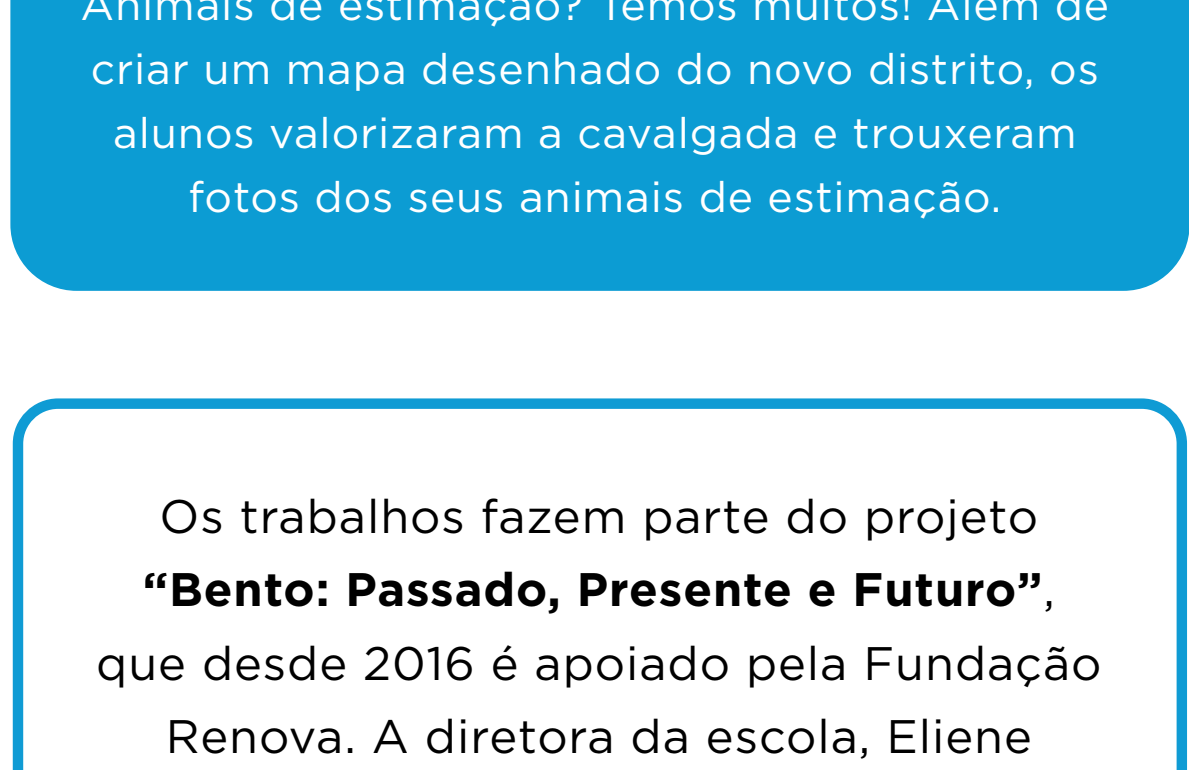 Animais de estimação? Temos muitos! Além de
criar um mapa desenhado do novo distrito, os
alunos valorizaram a cavalgada e trouxeram
fotos dos seus animais de estimação.
Os trabalhos fazem parte do projeto
“Bento: Passado, Presente e Futuro”,
que desde 2016 é apoiado pela Fundação
Renova. A diretora da escola, Eliene